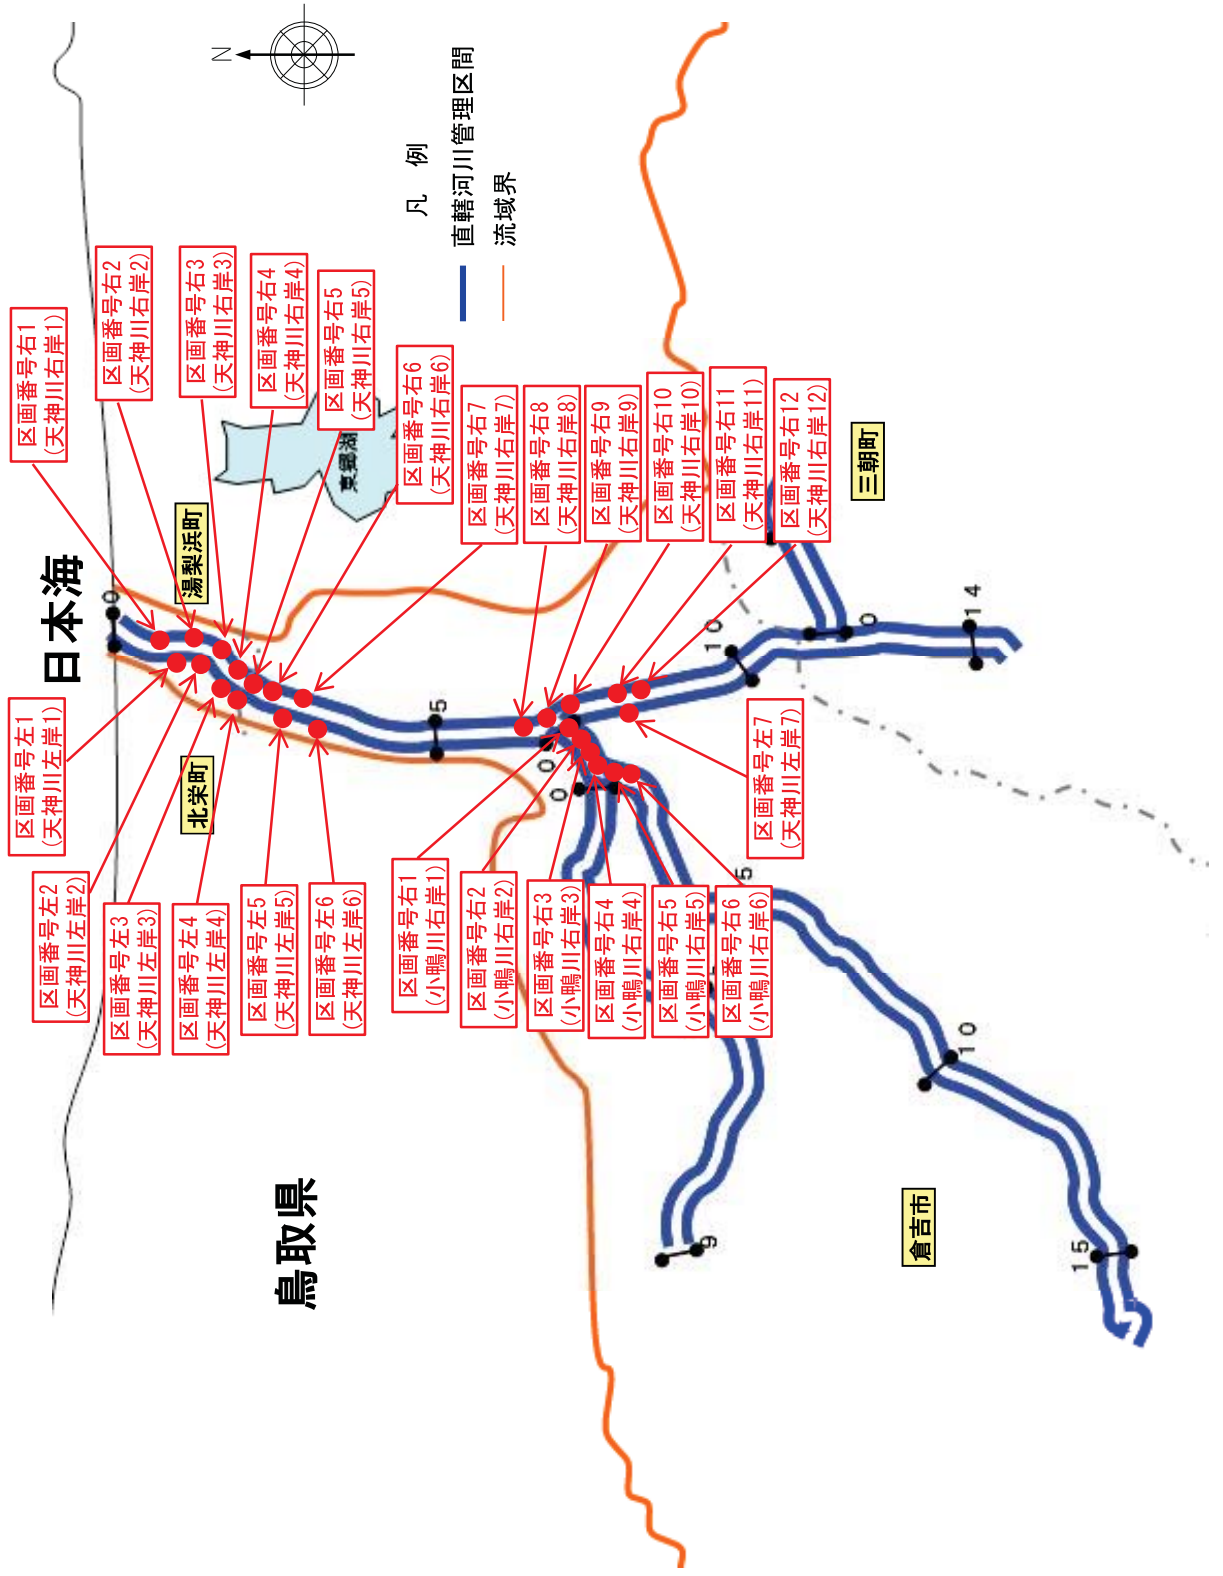 日本海
鳥取県
N
凡 例
直轄河川管理区間
流域界
湯梨浜町
北栄町
三朝町
倉吉市
東郷湖
区画番号右1
(天神川右岸1)
区画番号右2
(天神川右岸2)
区画番号右3
(天神川右岸3)
区画番号右4
(天神川右岸4)
区画番号右5
(天神川右岸5)
区画番号右6
(天神川右岸6)
区画番号右7
(天神川右岸7)
区画番号右8
(天神川右岸8)
区画番号右9
(天神川右岸9)
区画番号右10
(天神川右岸10)
区画番号右11
(天神川右岸11)
区画番号右12
(天神川右岸12)
区画番号左1
(天神川左岸1)
区画番号左2
(天神川左岸2)
区画番号左3
(天神川左岸3)
区画番号左4
(天神川左岸4)
区画番号左5
(天神川左岸5)
区画番号左6
(天神川左岸6)
区画番号左7
(天神川左岸7)
区画番号右1
(小鴨川右岸1)
区画番号右2
(小鴨川右岸2)
区画番号右3
(小鴨川右岸3)
区画番号右4
(小鴨川右岸4)
区画番号右5
(小鴨川右岸5)
区画番号右6
(小鴨川右岸6)
0
5
0
0
10
0
14
5
10
15
9